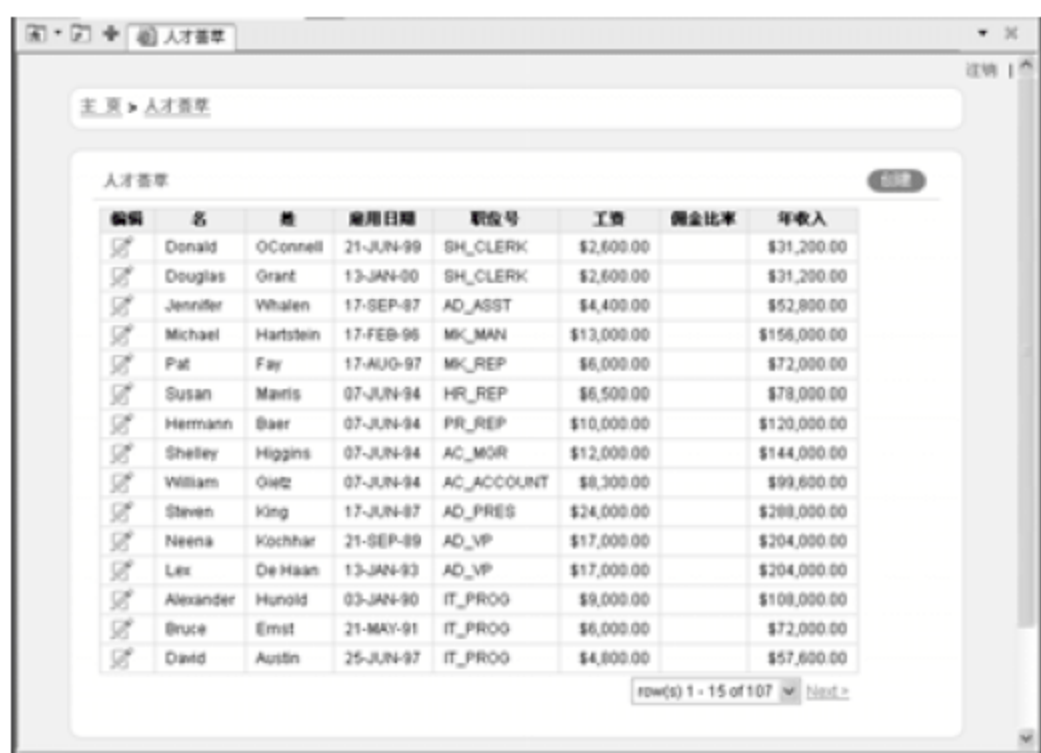 人才荟萃
注销 |
主 页 > 人才荟萃
人才荟萃 创建
编辑 名 姓 雇用日期 职位号 工资 佣金比率 年收入
Donald OConnell 21-JUN-99 SH_CLERK $2,600.00 $31,200.00
Douglas Grant 13-JAN-00 SH_CLERK $2,600.00 $31,200.00
Jennifer Whalen 17-SEP-87 AD_ASST $4,400.00 $52,800.00
Michael Hartstein 17-FEB-96 MK_MAN $13,000.00 $156,000.00
Pat Fay 17-AUG-97 MK_REP $6,000.00 $72,000.00
Susan Mavris 07-JUN-94 HR_REP $6,500.00 $78,000.00
Hermann Baer 07-JUN-94 PR_REP $10,000.00 $120,000.00
Shelley Higgins 07-JUN-94 AC_MGR $12,000.00 $144,000.00
William Gietz 07-JUN-94 AC_ACCOUNT $8,300.00 $99,600.00
Steven King 17-JUN-87 AD_PRES $24,000.00 $288,000.00
Neena Kochhar 21-SEP-89 AD_VP $17,000.00 $204,000.00
Lex De Haan 13-JAN-93 AD_VP $17,000.00 $204,000.00
Alexander Hunold 03-JAN-90 IT_PROG $9,000.00 $108,000.00
Bruce Ernst 21-MAY-91 IT_PROG $6,000.00 $72,000.00
David Austin 25-JUN-97 IT_PROG $4,800.00 $57,600.00
row(s) 1 - 15 of 107 Next >